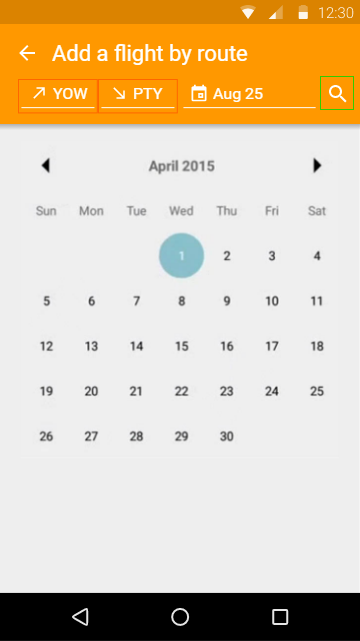 12:30
Add a flight by route
YOW PTY Aug 25
April 2015
Sun Mon Tue Wed Thu Fri Sat
1 2 3 4
5 6 7 8 9 10 11
12 13 14 15 16 17 18
19 20 21 22 23 24 25
26 27 28 29 30